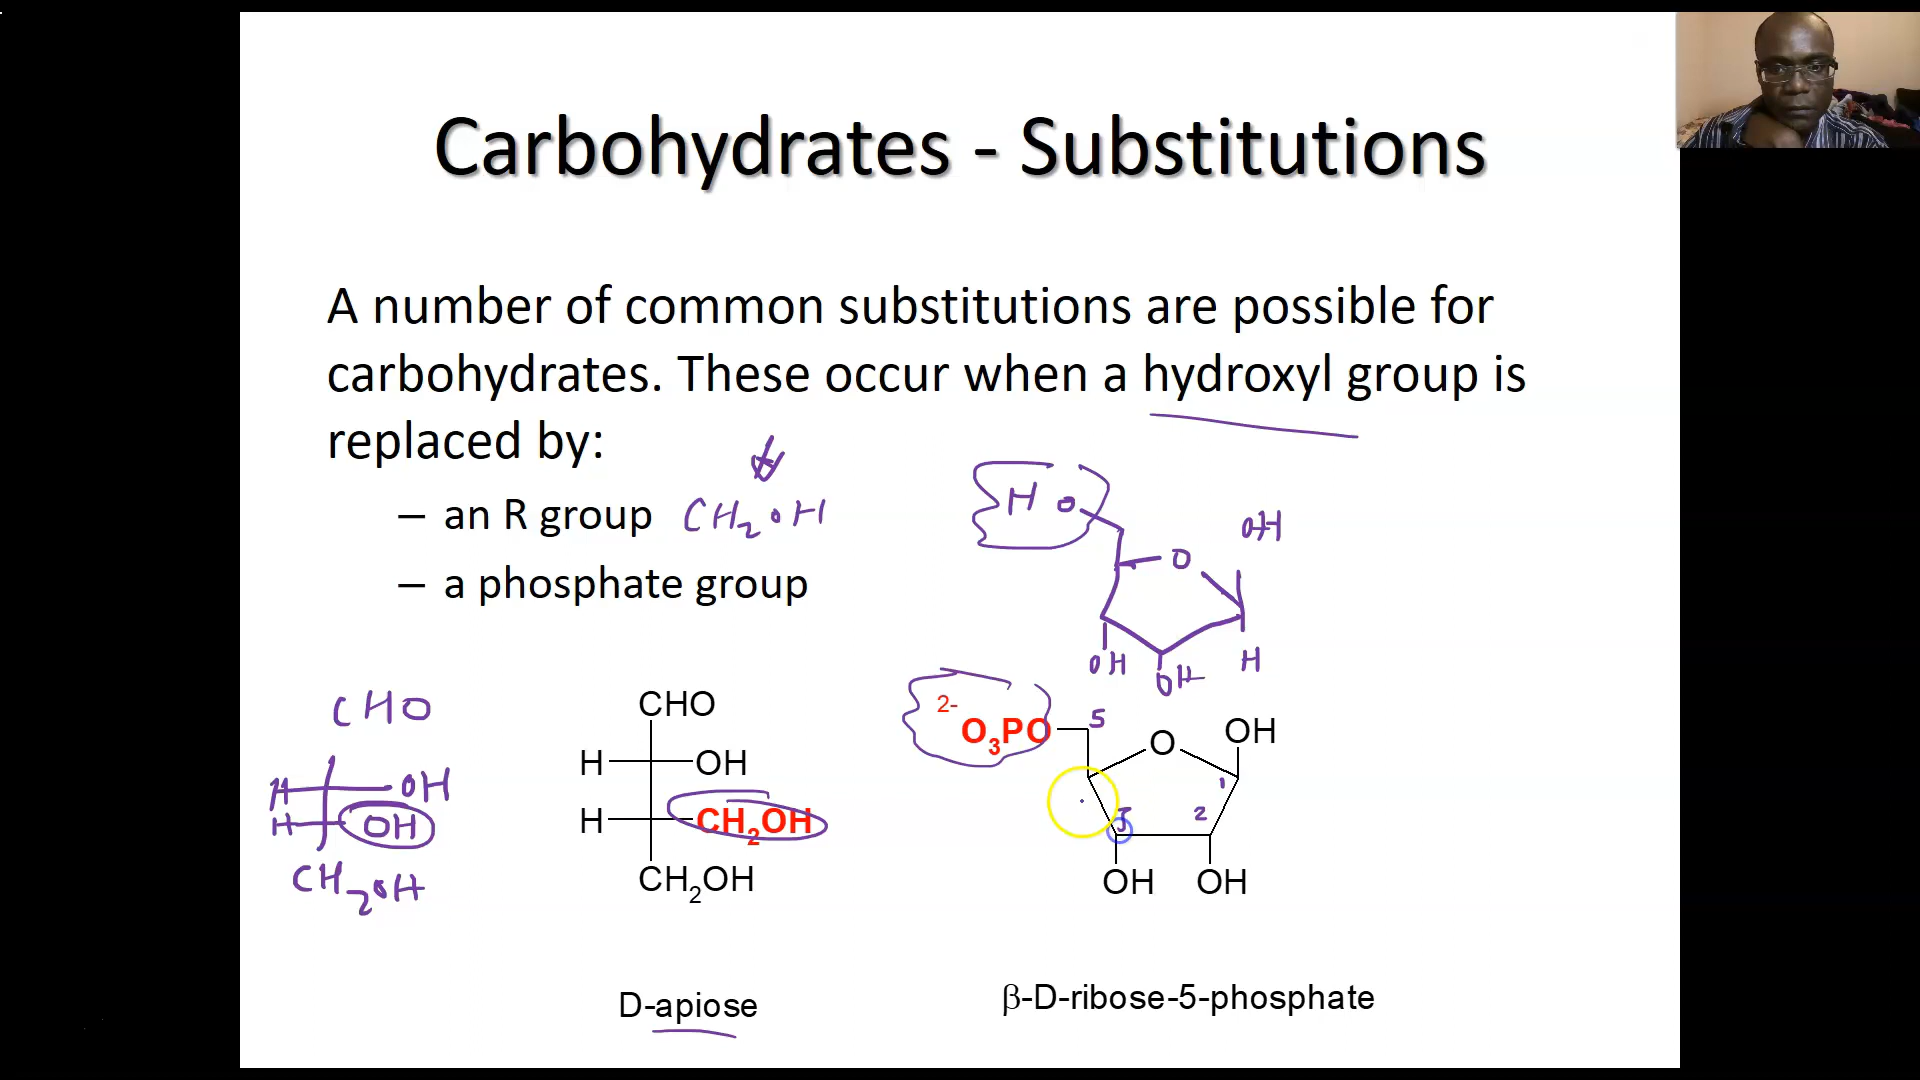 Carbohydrates - Substitutions
A number of common substitutions are possible for
carbohydrates. These occur when a hydroxyl group is
replaced by:
– an R group CH₂OH
– a phosphate group
HO
O
OH
OH
OH
H
CHO
H OH
H OH
CH₂OH
CHO
H OH
H CH₂OH
CH₂OH
2-
O₃PO
5
O
OH
1
2
OH
OH
D-apiose
β-D-ribose-5-phosphate